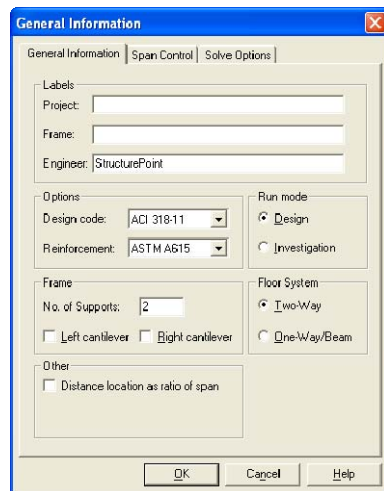 General Information
General Information Span Control Solve Options
Labels
Project:
Frame:
Engineer: StructurePoint
Options Run mode
Design code: ACI 318-11 Design
Reinforcement: ASTM A615 Investigation
Frame Floor System
No. of Supports: 2 Two-Way
Left cantilever Right cantilever One-Way/Beam
Other
Distance location as ratio of span
OK Cancel Help